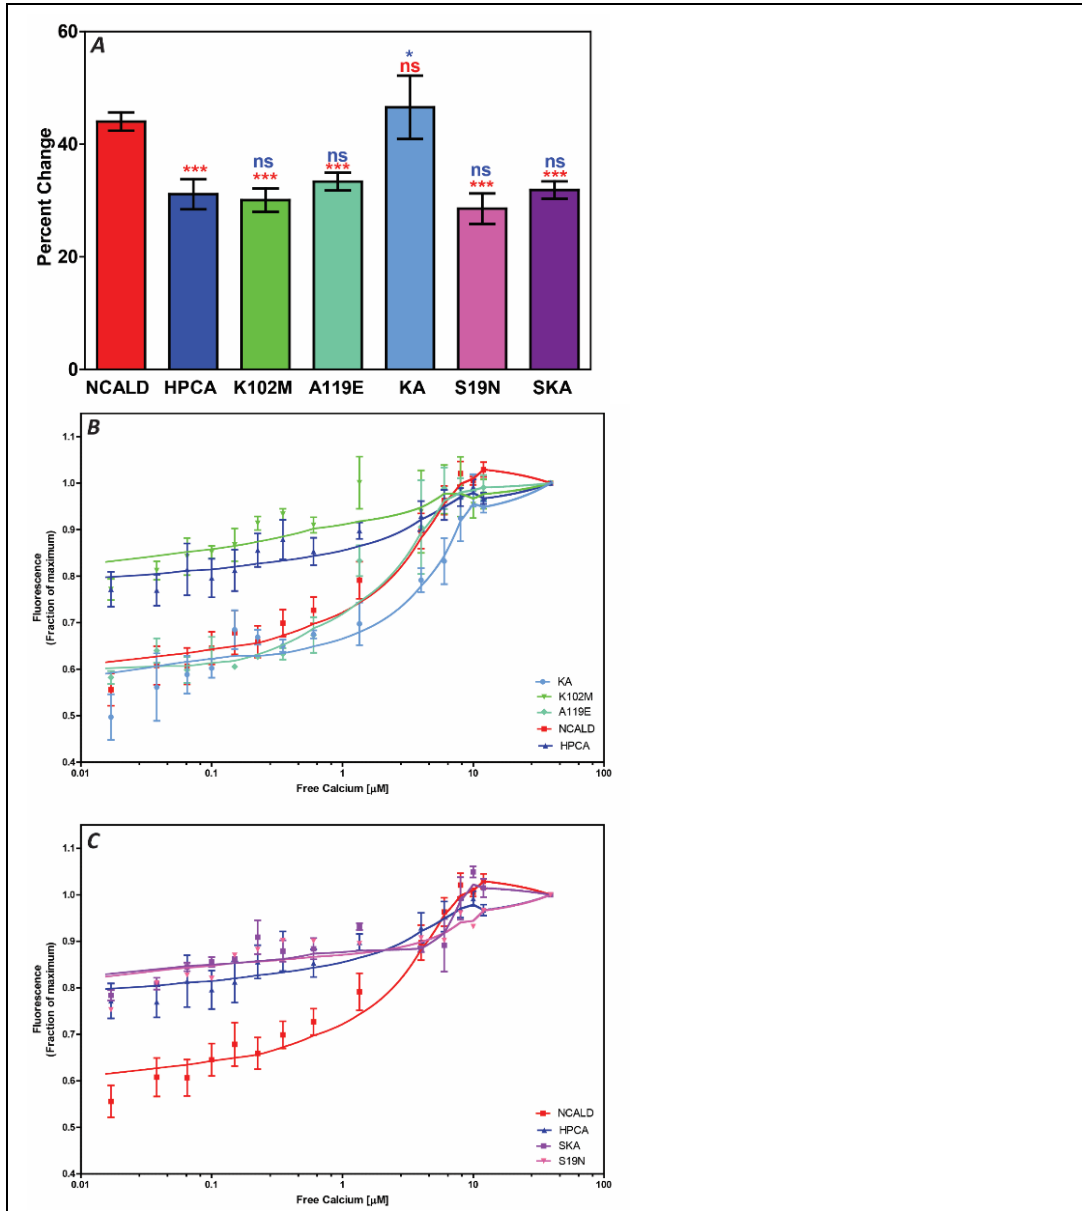 A
60
40
20
0
Percent Change
***
ns
***
ns
***
*
ns
ns
***
ns
***
NCALD HPCA K102M A119E KA S19N SKA
B
1.1
1.0
0.9
0.8
0.7
0.6
0.5
0.4
Fluorescence
(Fraction of maximum)
KA
K102M
A119E
NCALD
HPCA
0.01 0.1 1 10 100
Free Calcium [μM]
C
1.1
1.0
0.9
0.8
0.7
0.6
0.5
0.4
Fluorescence
(Fraction of maximum)
NCALD
HPCA
SKA
S19N
0.01 0.1 1 10 100
Free Calcium [μM]